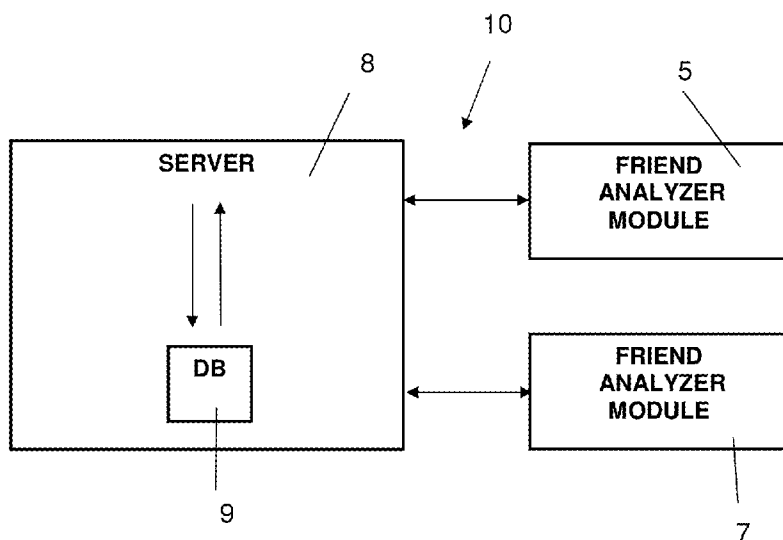 10
8
5
SERVER
FRIEND
ANALYZER
MODULE
DB
FRIEND
ANALYZER
MODULE
9
7